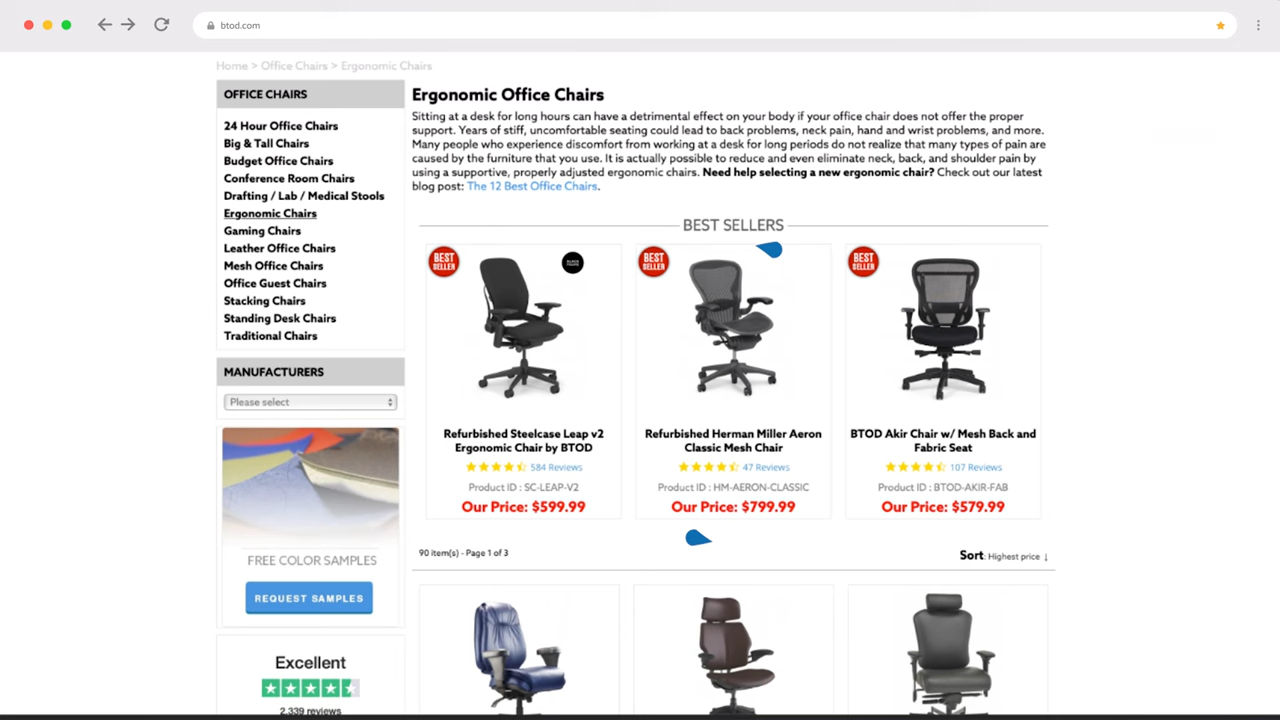 btod.com
Home > Office Chairs > Ergonomic Chairs
OFFICE CHAIRS
24 Hour Office Chairs
Big & Tall Chairs
Budget Office Chairs
Conference Room Chairs
Drafting / Lab / Medical Stools
Ergonomic Chairs
Gaming Chairs
Leather Office Chairs
Mesh Office Chairs
Office Guest Chairs
Stacking Chairs
Standing Desk Chairs
Traditional Chairs
MANUFACTURERS
Please select
FREE COLOR SAMPLES
REQUEST SAMPLES
Excellent
2,339 reviews
Ergonomic Office Chairs
Sitting at a desk for long hours can have a detrimental effect on your body if your office chair does not offer the proper
support. Years of stiff, uncomfortable seating could lead to back problems, neck pain, hand and wrist problems, and more.
Many people who experience discomfort from working at a desk for long periods do not realize that many types of pain are
caused by the furniture that you use. It is actually possible to reduce and even eliminate neck, back, and shoulder pain by
using a supportive, properly adjusted ergonomic chairs. Need help selecting a new ergonomic chair? Check out our latest
blog post: The 12 Best Office Chairs.
BEST SELLERS
BEST
SELLER
Refurbished Steelcase Leap v2
Ergonomic Chair by BTOD
584 Reviews
Product ID : SC-LEAP-V2
Our Price: $599.99
BEST
SELLER
Refurbished Herman Miller Aeron
Classic Mesh Chair
47 Reviews
Product ID : HM-AERON-CLASSIC
Our Price: $799.99
BEST
SELLER
BTOD Akir Chair w/ Mesh Back and
Fabric Seat
107 Reviews
Product ID : BTOD-AKIR-FAB
Our Price: $579.99
90 item(s) - Page 1 of 3
Sort: Highest price ↓